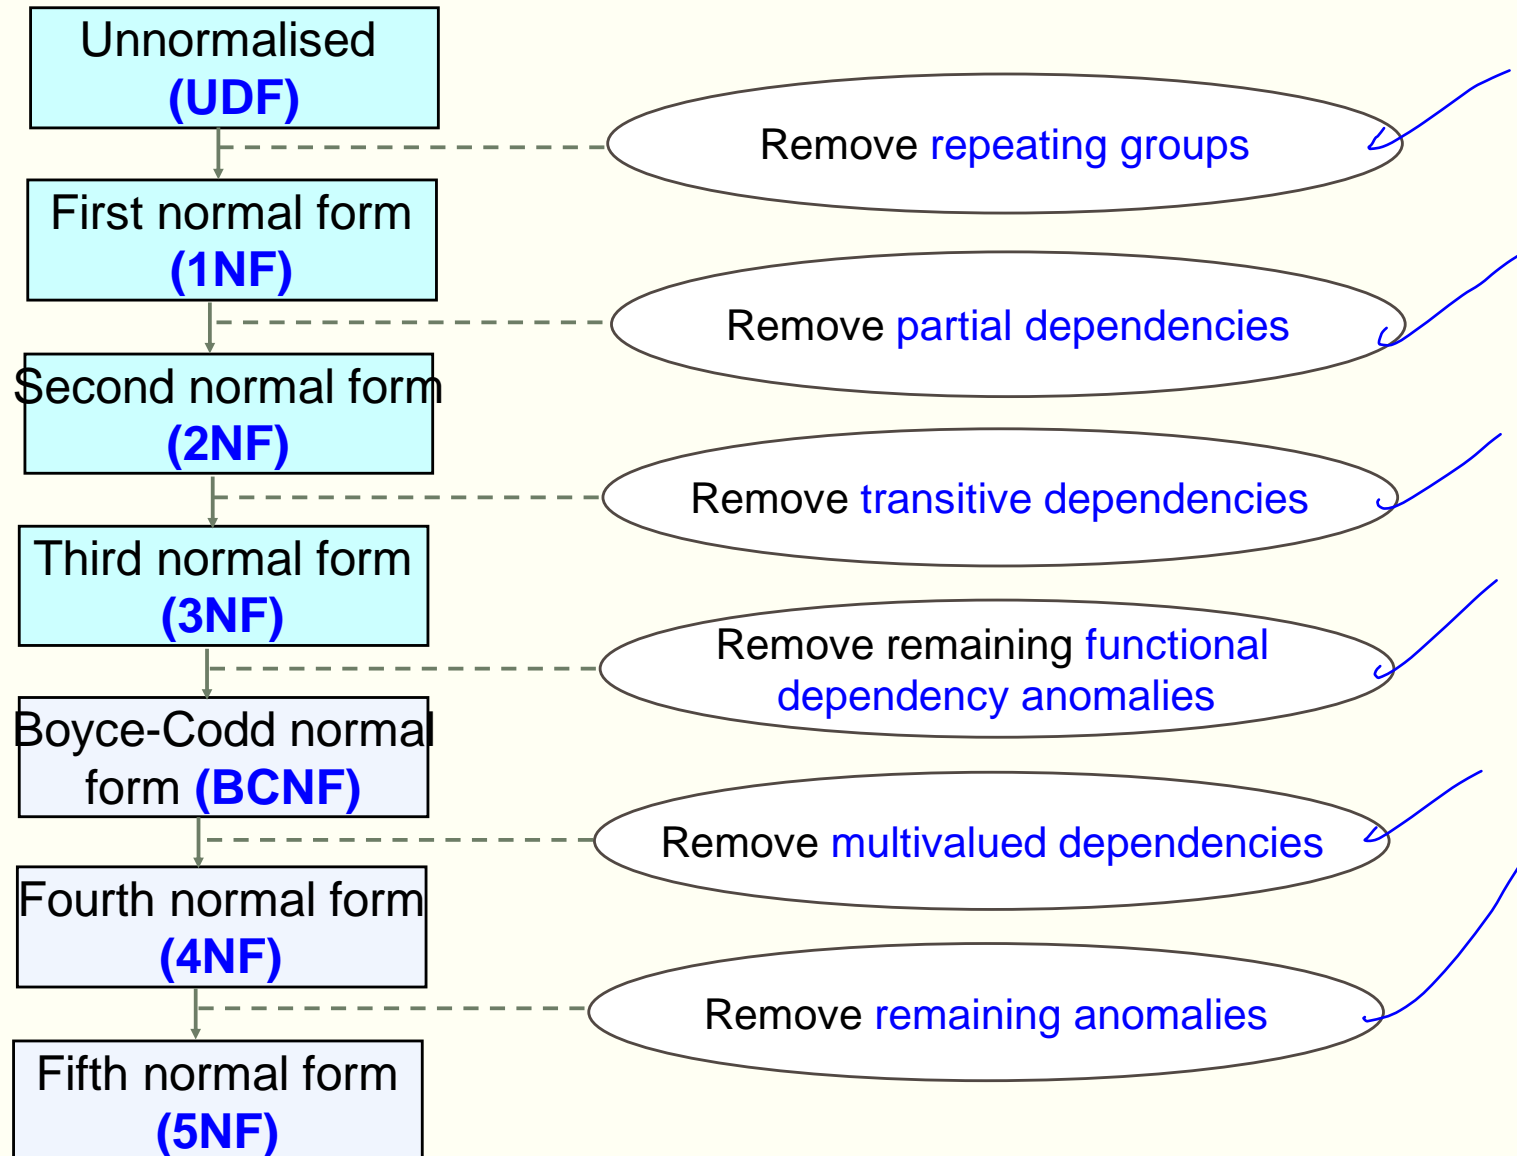 Unnormalised
(UDF)
Remove repeating groups
First normal form
(1NF)
Remove partial dependencies
Second normal form
(2NF)
Remove transitive dependencies
Third normal form
(3NF)
Remove remaining functional
dependency anomalies
Boyce-Codd normal
form (BCNF)
Remove multivalued dependencies
Fourth normal form
(4NF)
Remove remaining anomalies
Fifth normal form
(5NF)